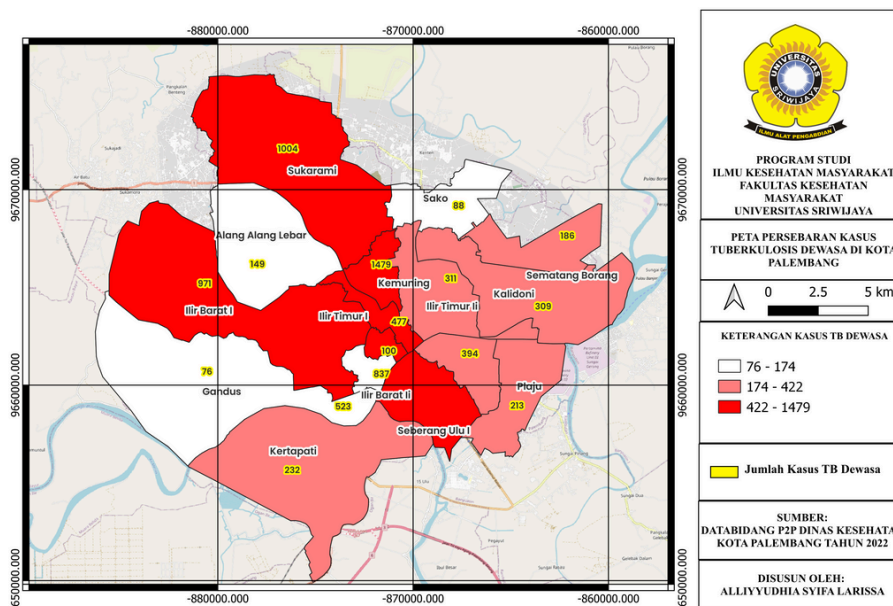 -880000.000
-870000.000
-860000.000
9670000.000
9660000.000
650000.000
1004
Sukarami
Sako
88
Alang Alang Lebar
149
186
971
1479
Kemuning
311
Sematang Borang
Kalidoni
309
Ilir Barat I
Ilir Timur I
Ilir Timur Ii
477
100
394
76
837
Gandus
Ilir Barat Ii
Plaju
523
213
Seberang Ulu I
Kertapati
232
-880000.000
-870000.000
-860000.000
9670000.000
9660000.000
650000.000
UNIVERSITAS
SRIWIJAYA
ILMU ALAT PENGABDIAN
PROGRAM STUDI
ILMU KESEHATAN MASYARAKAT
FAKULTAS KESEHATAN
MASYARAKAT
UNIVERSITAS SRIWIJAYA
PETA PERSEBARAN KASUS
TUBERKULOSIS DEWASA DI KOTA
PALEMBANG
0 2.5 5 km
KETERANGAN KASUS TB DEWASA
76 - 174
174 - 422
422 - 1479
Jumlah Kasus TB Dewasa
SUMBER:
DATABIDANG P2P DINAS KESEHATA
KOTA PALEMBANG TAHUN 2022
DISUSUN OLEH:
ALLIYYUDHIA SYIFA LARISSA